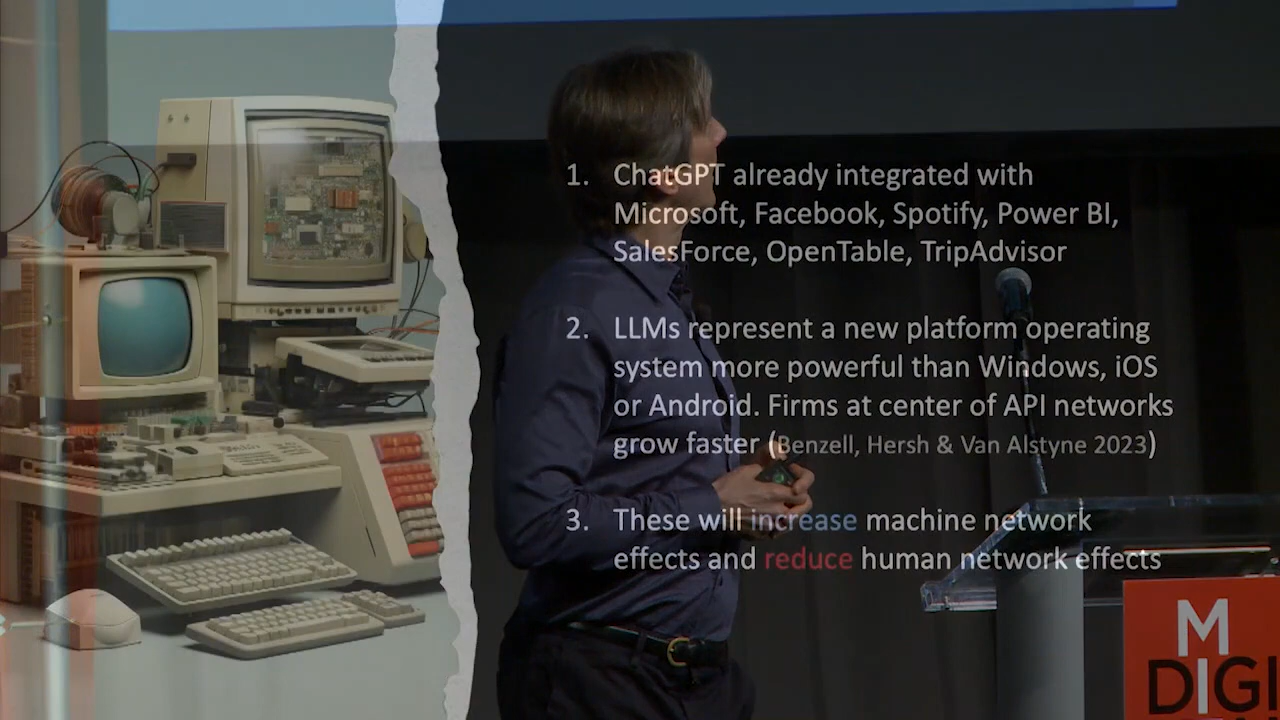 1. ChatGPT already integrated with
Microsoft, Facebook, Spotify, Power BI,
SalesForce, OpenTable, TripAdvisor
2. LLMs represent a new platform operating
system more powerful than Windows, iOS
or Android. Firms at center of API networks
grow faster (Benzell, Hersh & Van Alstyne 2023)
3. These will increase machine network
effects and reduce human network effects
M
DIGI